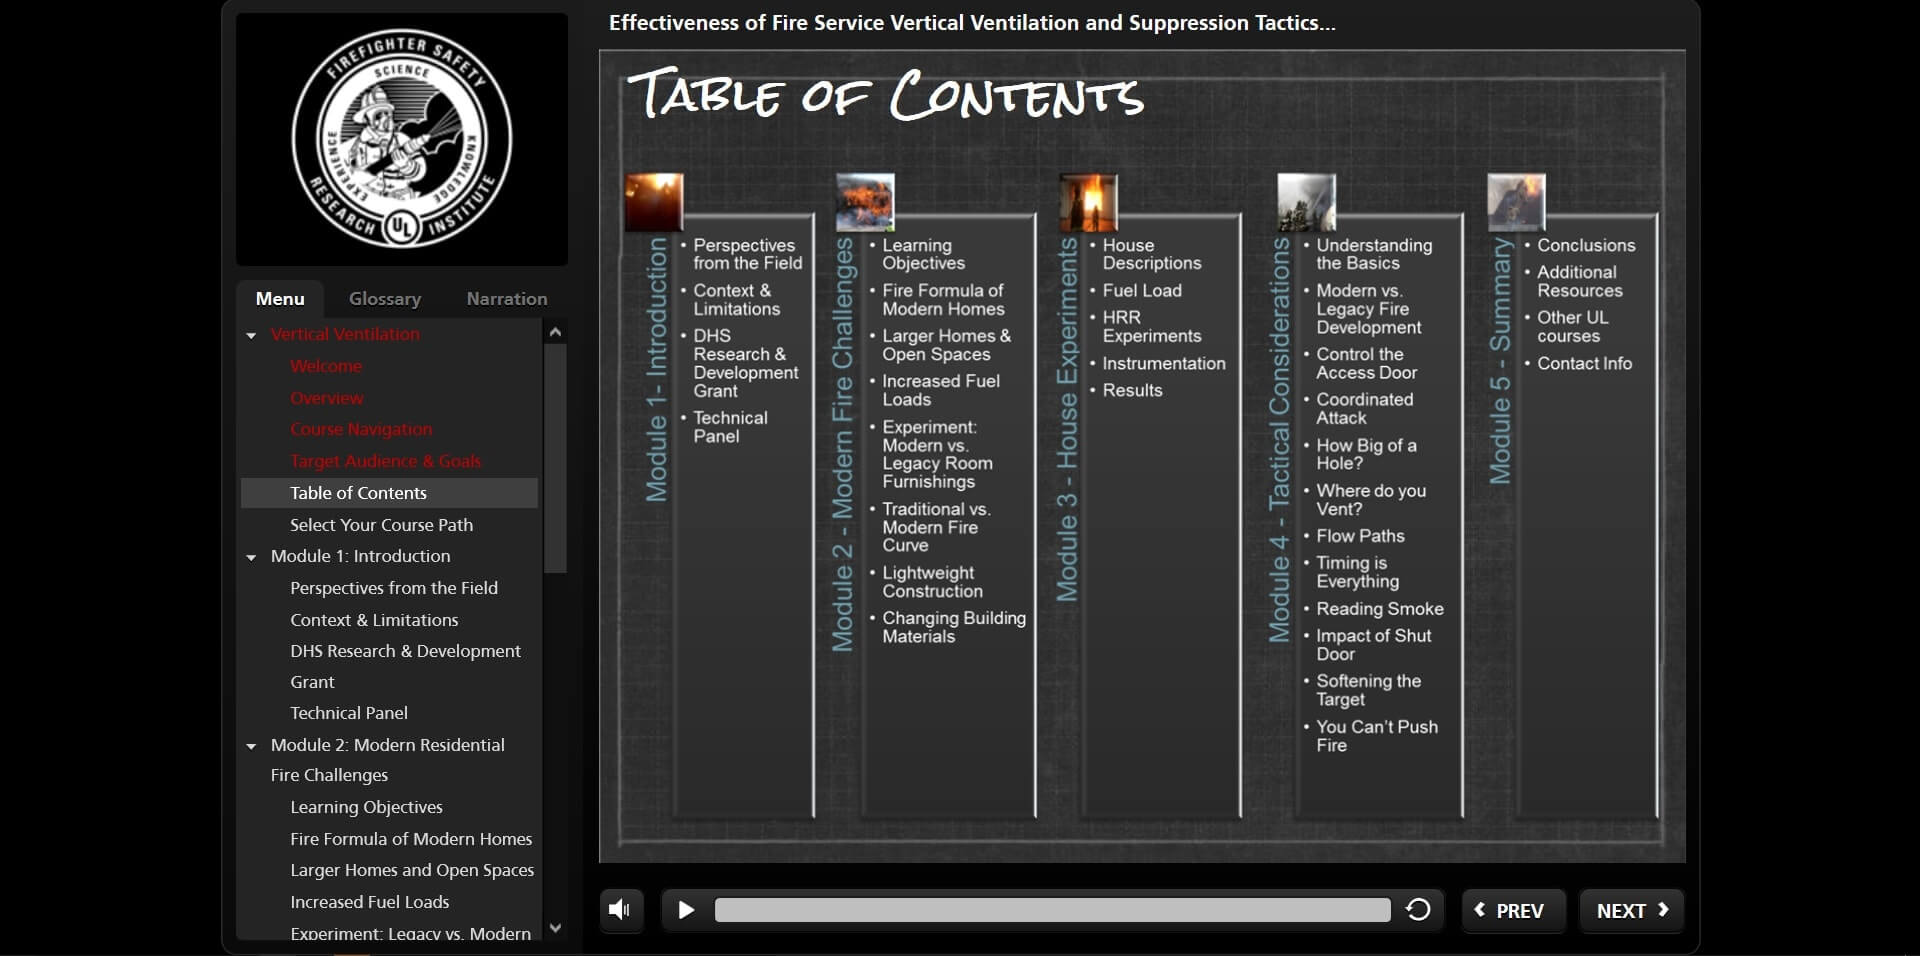 Effectiveness of Fire Service Vertical Ventilation and Suppression Tactics...
FIREFIGHTER SAFETY
RESEARCH INSTITUTE
SCIENCE
EXPERIENCE
KNOWLEDGE
UL
Menu
Glossary
Narration
Vertical Ventilation
Welcome
Overview
Course Navigation
Target Audience & Goals
Table of Contents
Select Your Course Path
Module 1: Introduction
Perspectives from the Field
Context & Limitations
DHS Research & Development
Grant
Technical Panel
Module 2: Modern Residential
Fire Challenges
Learning Objectives
Fire Formula of Modern Homes
Larger Homes and Open Spaces
Increased Fuel Loads
Experiment: Legacy vs. Modern
Table of Contents
Module 1- Introduction
• Perspectives
from the Field
• Context &
Limitations
• DHS
Research &
Development
Grant
• Technical
Panel
Module 2 - Modern Fire Challenges
• Learning
Objectives
• Fire Formula of
Modern Homes
• Larger Homes &
Open Spaces
• Increased Fuel
Loads
• Experiment:
Modern vs.
Legacy Room
Furnishings
• Traditional vs.
Modern Fire
Curve
• Lightweight
Construction
• Changing Building
Materials
Module 3 - House Experiments
• House
Descriptions
• Fuel Load
• HRR
Experiments
• Instrumentation
• Results
Module 4 - Tactical Considerations
• Understanding
the Basics
• Modern vs.
Legacy Fire
Development
• Control the
Access Door
• Coordinated
Attack
• How Big of a
Hole?
• Where do you
Vent?
• Flow Paths
• Timing is
Everything
• Reading Smoke
• Impact of Shut
Door
• Softening the
Target
• You Can't Push
Fire
Module 5 - Summary
• Conclusions
• Additional
Resources
• Other UL
courses
• Contact Info
PREV
NEXT